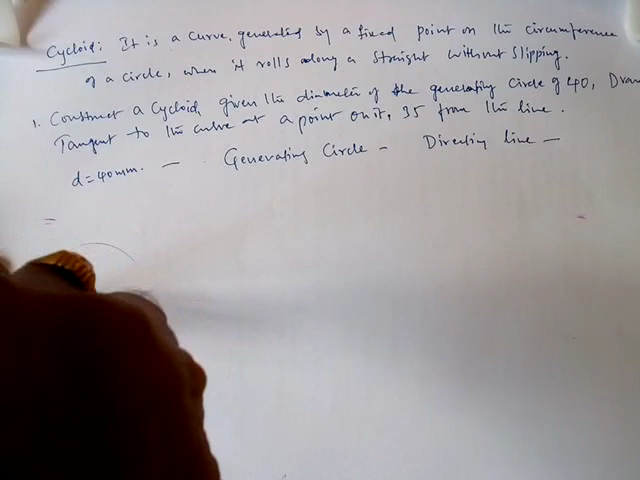 Cycloid: It is a curve, generated by a fixed point on the circumference
of a circle, when it rolls along a straight without slipping.
1. Construct a cycloid, given the diameter of the generating circle of 40, Draw
Tangent to the curve at a point on it, 35 from the line.
d=40mm. — Generating Circle – Directing line —